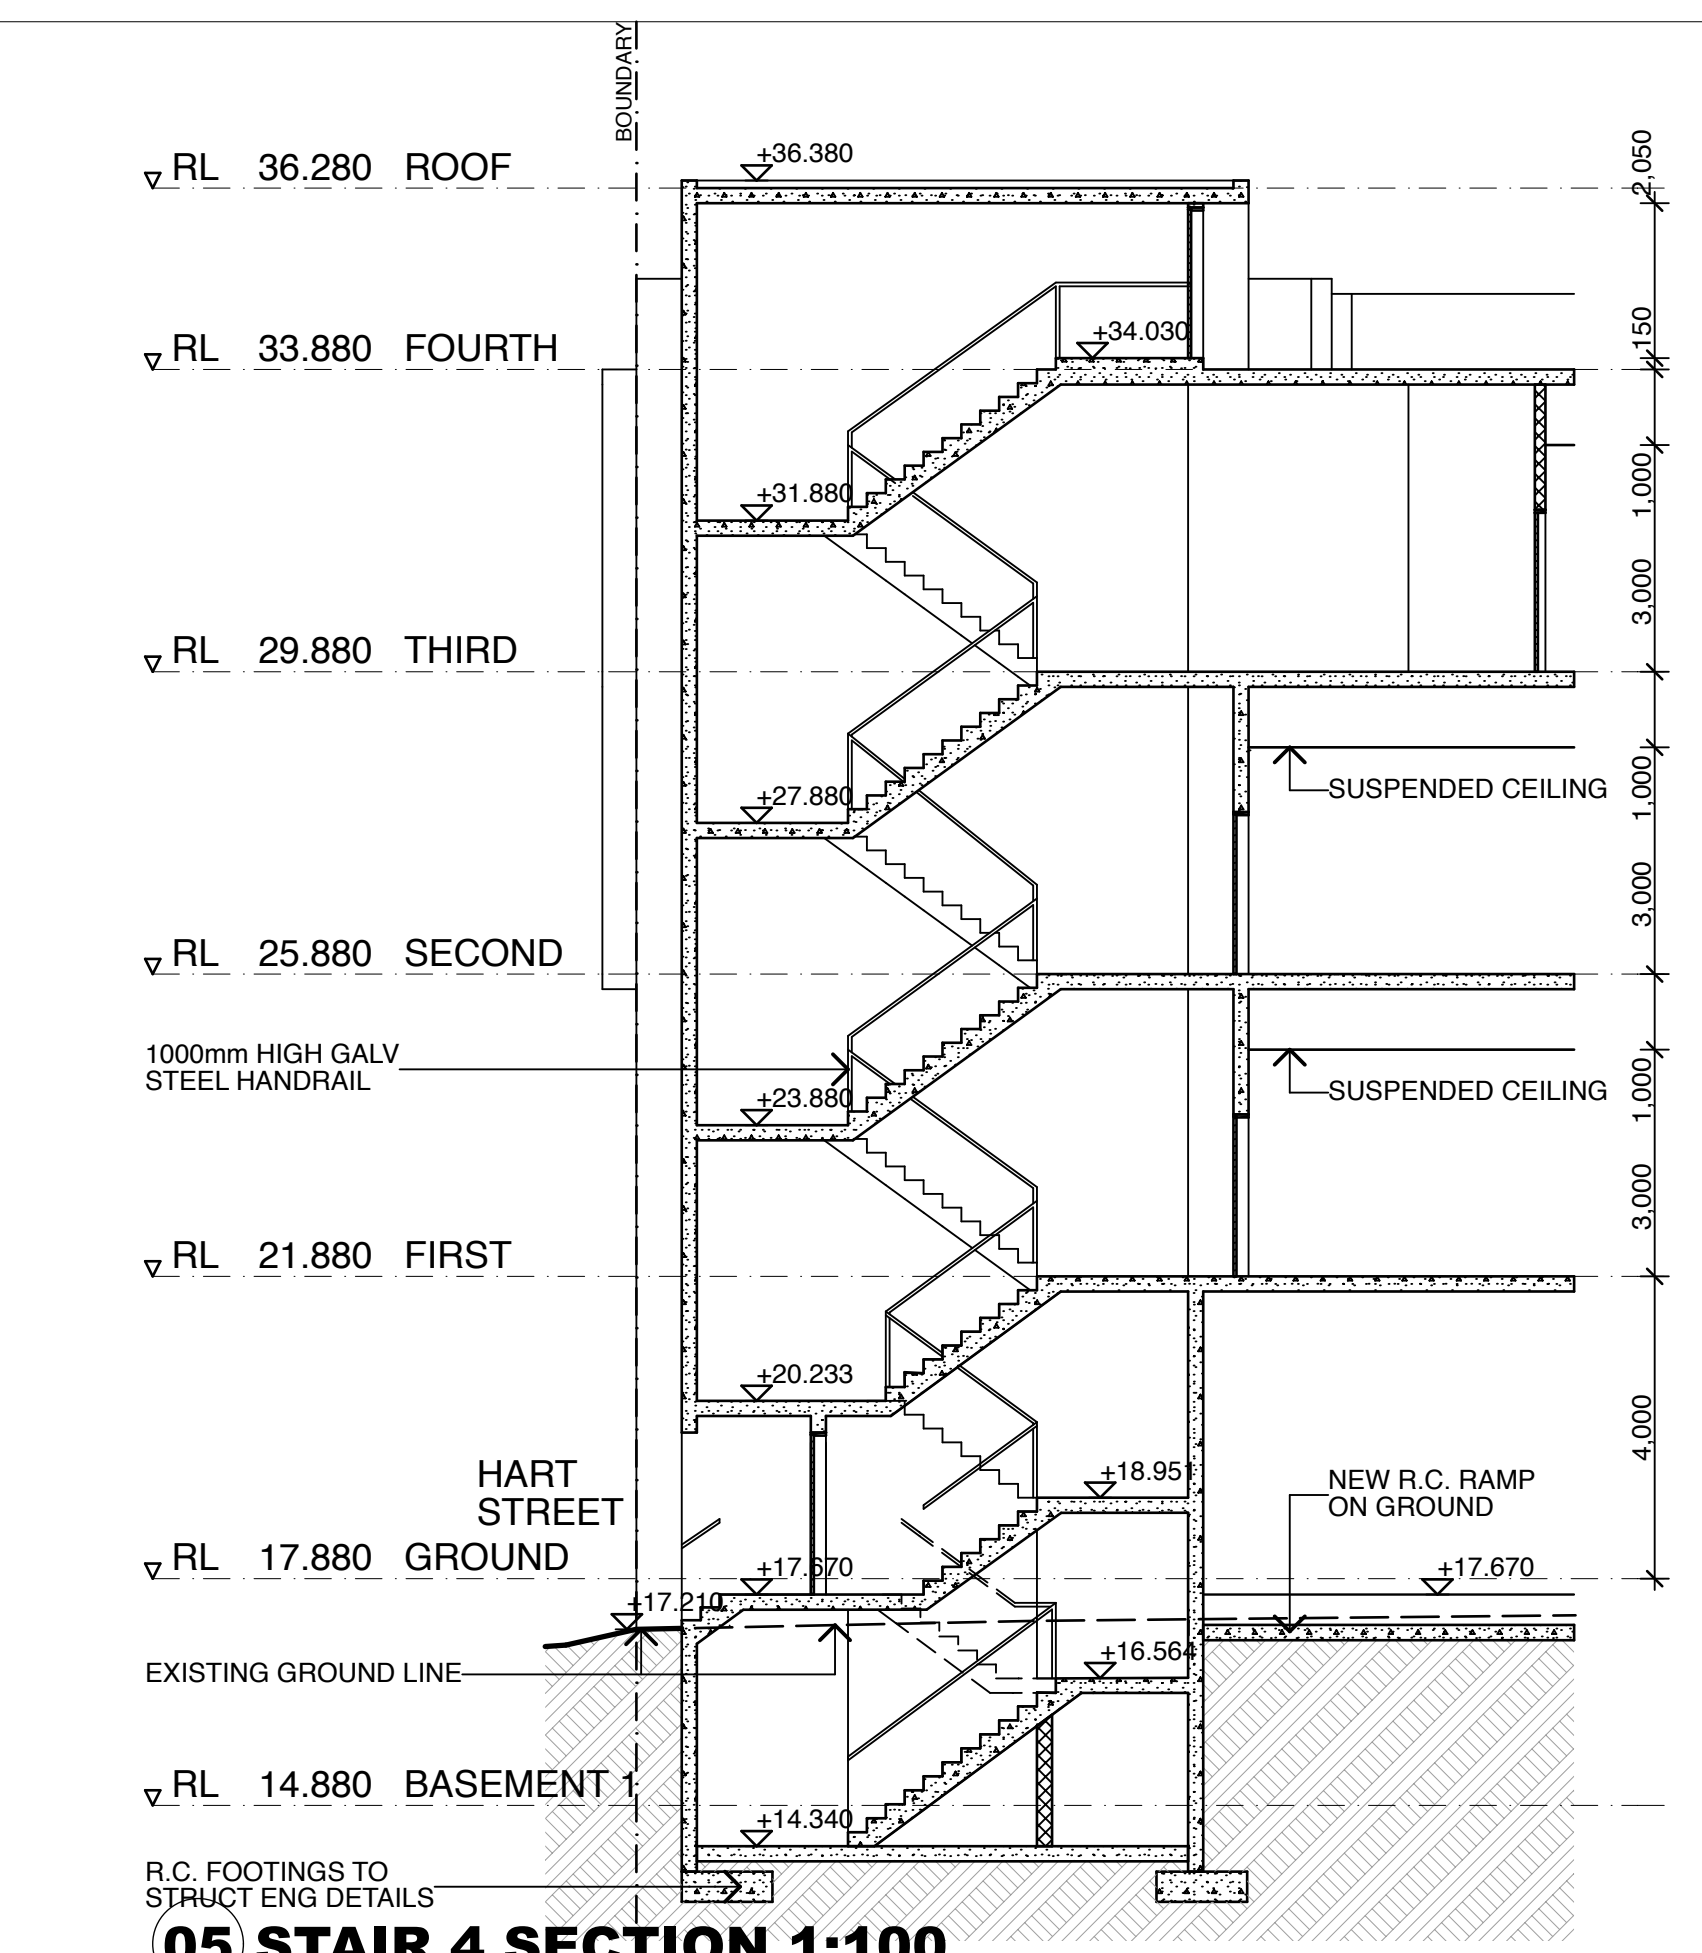 BOUNDARY
+36.380
RL 36.280 ROOF
2,050
+34.030
150
RL 33.880 FOURTH
+31.880
1,000
3,000
RL 29.880 THIRD
+27.880
SUSPENDED CEILING
1,000
3,000
RL 25.880 SECOND
1000mm HIGH GALV
STEEL HANDRAIL
+23.880
SUSPENDED CEILING
1,000
3,000
RL 21.880 FIRST
+20.233
4,000
HART
STREET
+18.951
NEW R.C. RAMP
ON GROUND
RL 17.880 GROUND
+17.670
+17.670
+17.210
EXISTING GROUND LINE
+16.564
RL 14.880 BASEMENT 1
+14.340
R.C. FOOTINGS TO
STRUCT ENG DETAILS
05 STAIR 4 SECTION 1:100